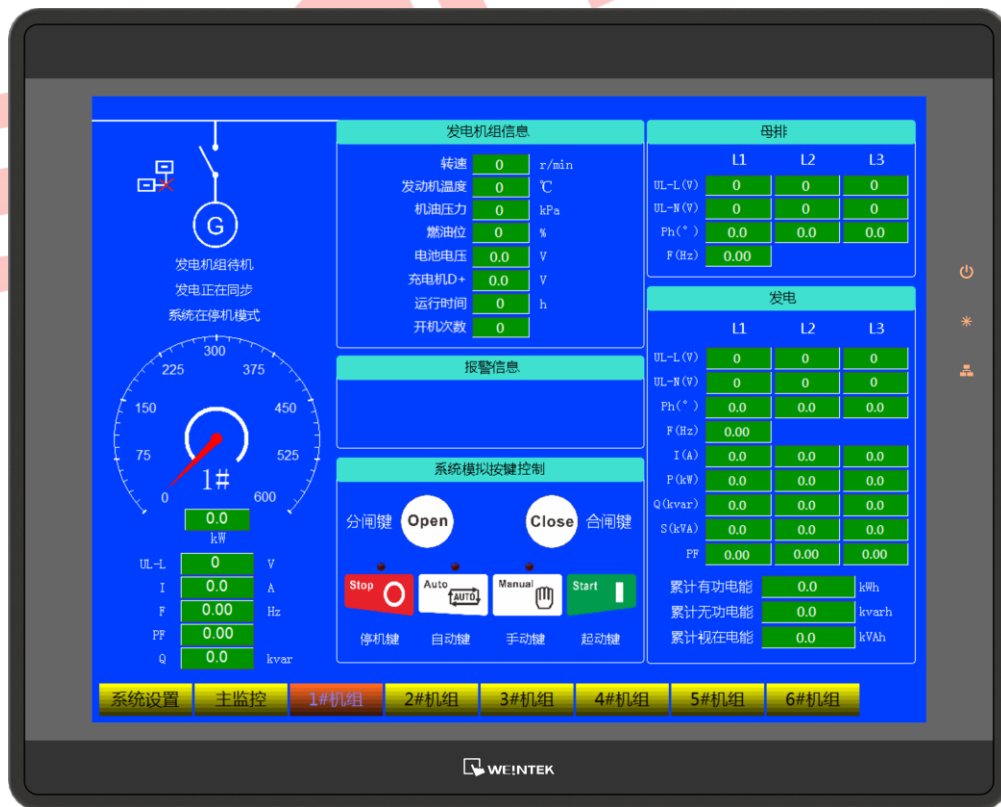 G
发电机组待机
发电正在同步
系统在停机模式
0 75 150 225 300 375 450 525 600
1#
0.0
kW
UL-L 0 V
I 0.0 A
F 0.00 Hz
PF 0.00
Q 0.0 kvar
发电机组信息
转速 0 r/min
发动机温度 0 ℃
机油压力 0 kPa
燃油位 0 %
电池电压 0.0 V
充电机D+ 0.0 V
运行时间 0 h
开机次数 0
报警信息
系统模拟按键控制
分闸键 Open Close 合闸键
Stop Auto AUTO Manual Start
停机键 自动键 手动键 起动键
母排
L1 L2 L3
UL-L(V) 0 0 0
UL-N(V) 0 0 0
Ph(°) 0.0 0.0 0.0
F(Hz) 0.00
发电
L1 L2 L3
UL-L(V) 0 0 0
UL-N(V) 0 0 0
Ph(°) 0.0 0.0 0.0
F(Hz) 0.00
I(A) 0.0 0.0 0.0
P(kW) 0.0 0.0 0.0
Q(kvar) 0.0 0.0 0.0
S(kVA) 0.0 0.0 0.0
PF 0.00 0.00 0.00
累计有功电能 0.0 kWh
累计无功电能 0.0 kvarh
累计视在电能 0.0 kVAh
系统设置 主监控 1#机组 2#机组 3#机组 4#机组 5#机组 6#机组
WEINTEK